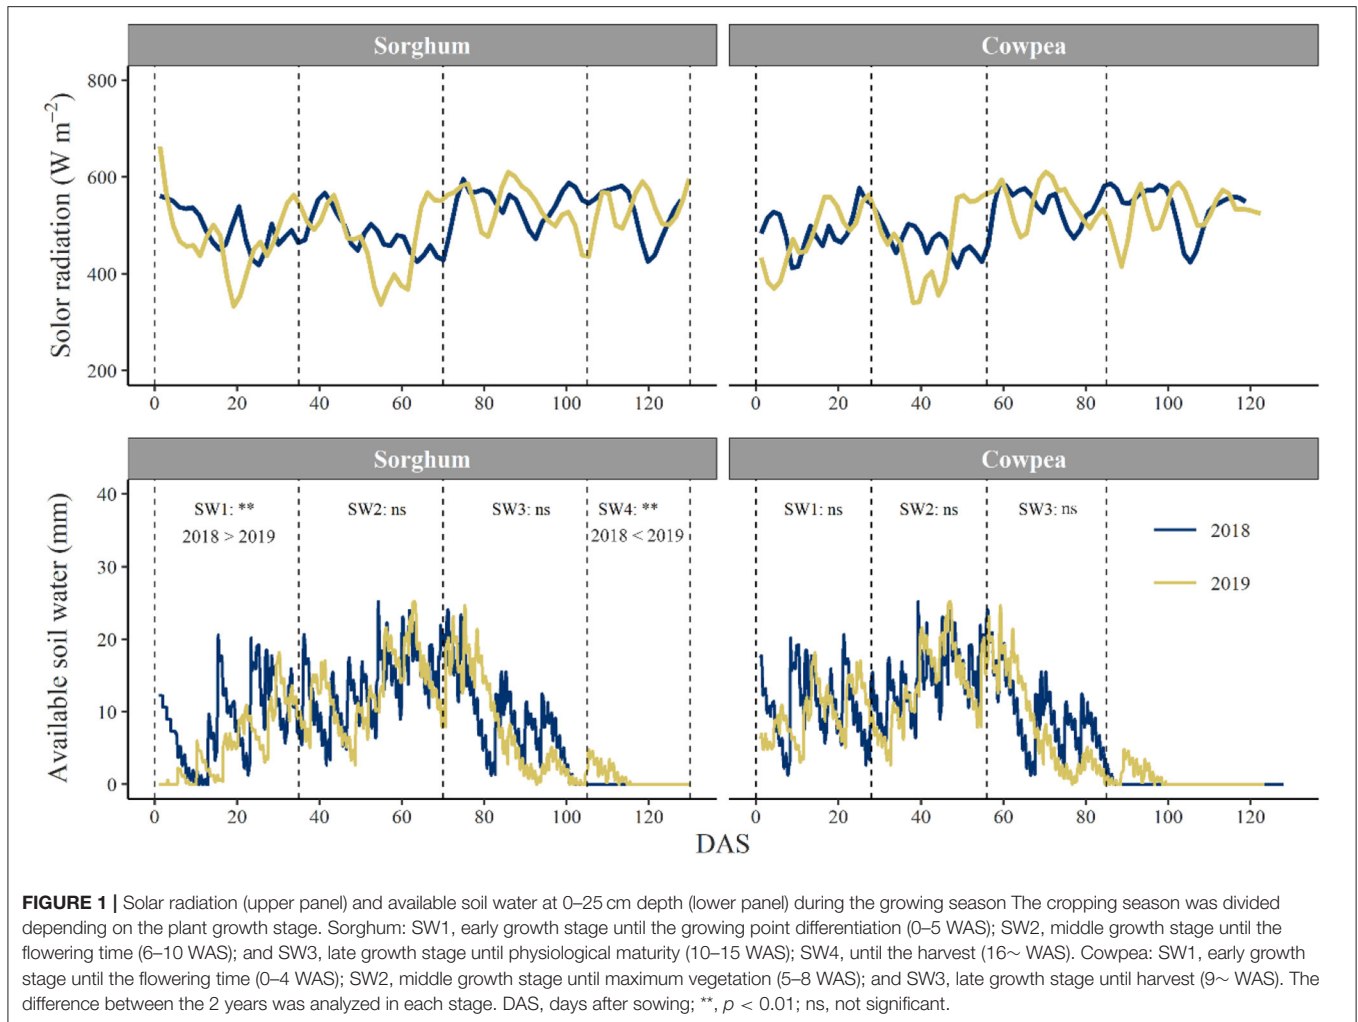 Sorghum
Cowpea
Solor radiation (W m⁻²)
800
600
400
200
0 20 40 60 80 100 120
0 20 40 60 80 100 120
Sorghum
Cowpea
Available soil water (mm)
40
30
20
10
0
SW1: ** SW2: ns SW3: ns SW4: **
2018 > 2019 2018 < 2019
SW1: ns SW2: ns SW3: ns
2018
2019
0 20 40 60 80 100 120
0 20 40 60 80 100 120
DAS
FIGURE 1 | Solar radiation (upper panel) and available soil water at 0–25 cm depth (lower panel) during the growing season The cropping season was divided
depending on the plant growth stage. Sorghum: SW1, early growth stage until the growing point differentiation (0–5 WAS); SW2, middle growth stage until the
flowering time (6–10 WAS); and SW3, late growth stage until physiological maturity (10–15 WAS); SW4, until the harvest (16~ WAS). Cowpea: SW1, early growth
stage until the flowering time (0–4 WAS); SW2, middle growth stage until maximum vegetation (5–8 WAS); and SW3, late growth stage until harvest (9~ WAS). The
difference between the 2 years was analyzed in each stage. DAS, days after sowing; **, p < 0.01; ns, not significant.